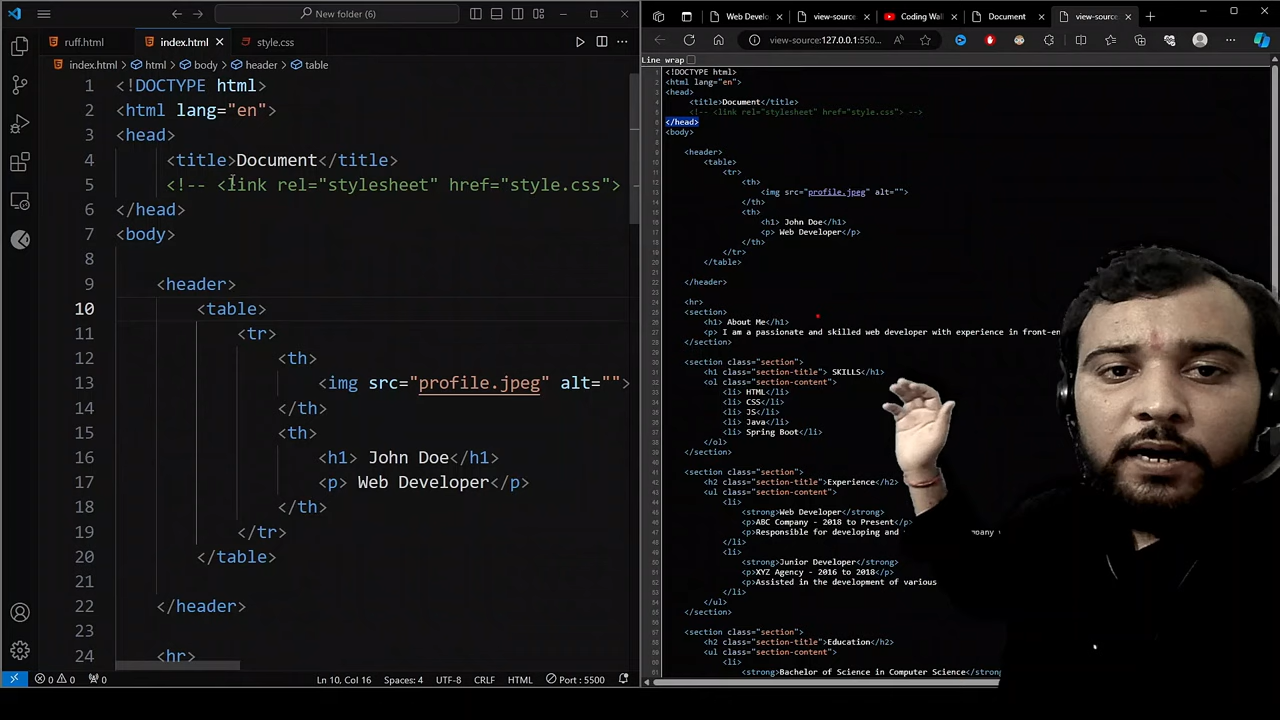 New folder (6)
ruff.html
index.html
style.css
index.html > html > body > header > table
1 <!DOCTYPE html>
2 <html lang="en">
3 <head>
4 <title>Document</title>
5 <!-- <link rel="stylesheet" href="style.css">
6 </head>
7 <body>
8
9 <header>
10 <table>
11 <tr>
12 <th>
13 <img src="profile.jpeg" alt="">
14 </th>
15 <th>
16 <h1> John Doe</h1>
17 <p> Web Developer</p>
18 </th>
19 </tr>
20 </table>
21
22 </header>
23
24 <hr>
0 0 0
Ln 10, Col 16 Spaces: 4 UTF-8 CRLF HTML Port : 5500
Web Develo
view-source:
Coding Wal
Document
view-source:
view-source:127.0.0.1:550...
Line wrap
<!DOCTYPE html>
<html lang="en">
<head>
<title>Document</title>
<!-- <link rel="stylesheet" href="style.css"> -->
</head>
<body>
<header>
<table>
<tr>
<th>
<img src="profile.jpeg" alt="">
</th>
<th>
<h1> John Doe</h1>
<p> Web Developer</p>
</th>
</tr>
</table>
</header>
<hr>
<section>
<h1> About Me</h1>
<p> I am a passionate and skilled web developer with experience in front-en
</section>
<section class="section">
<h1 class="section-title"> SKILLS</h1>
<ol class="section-content">
<li> HTML</li>
<li> CSS</li>
<li> JS</li>
<li> Java</li>
<li> Spring Boot</li>
</ol>
</section>
<section class="section">
<h2 class="section-title">Experience</h2>
<ul class="section-content">
<li>
<strong>Web Developer</strong>
<p>ABC Company - 2018 to Present</p>
<p>Responsible for developing and
</li>
<li>
<strong>Junior Developer</strong>
<p>XYZ Agency - 2016 to 2018</p>
<p>Assisted in the development of various
</li>
</ul>
</section>
<section class="section">
<h2 class="section-title">Education</h2>
<ul class="section-content">
<li>
<strong>Bachelor of Science in Computer Science</strong>